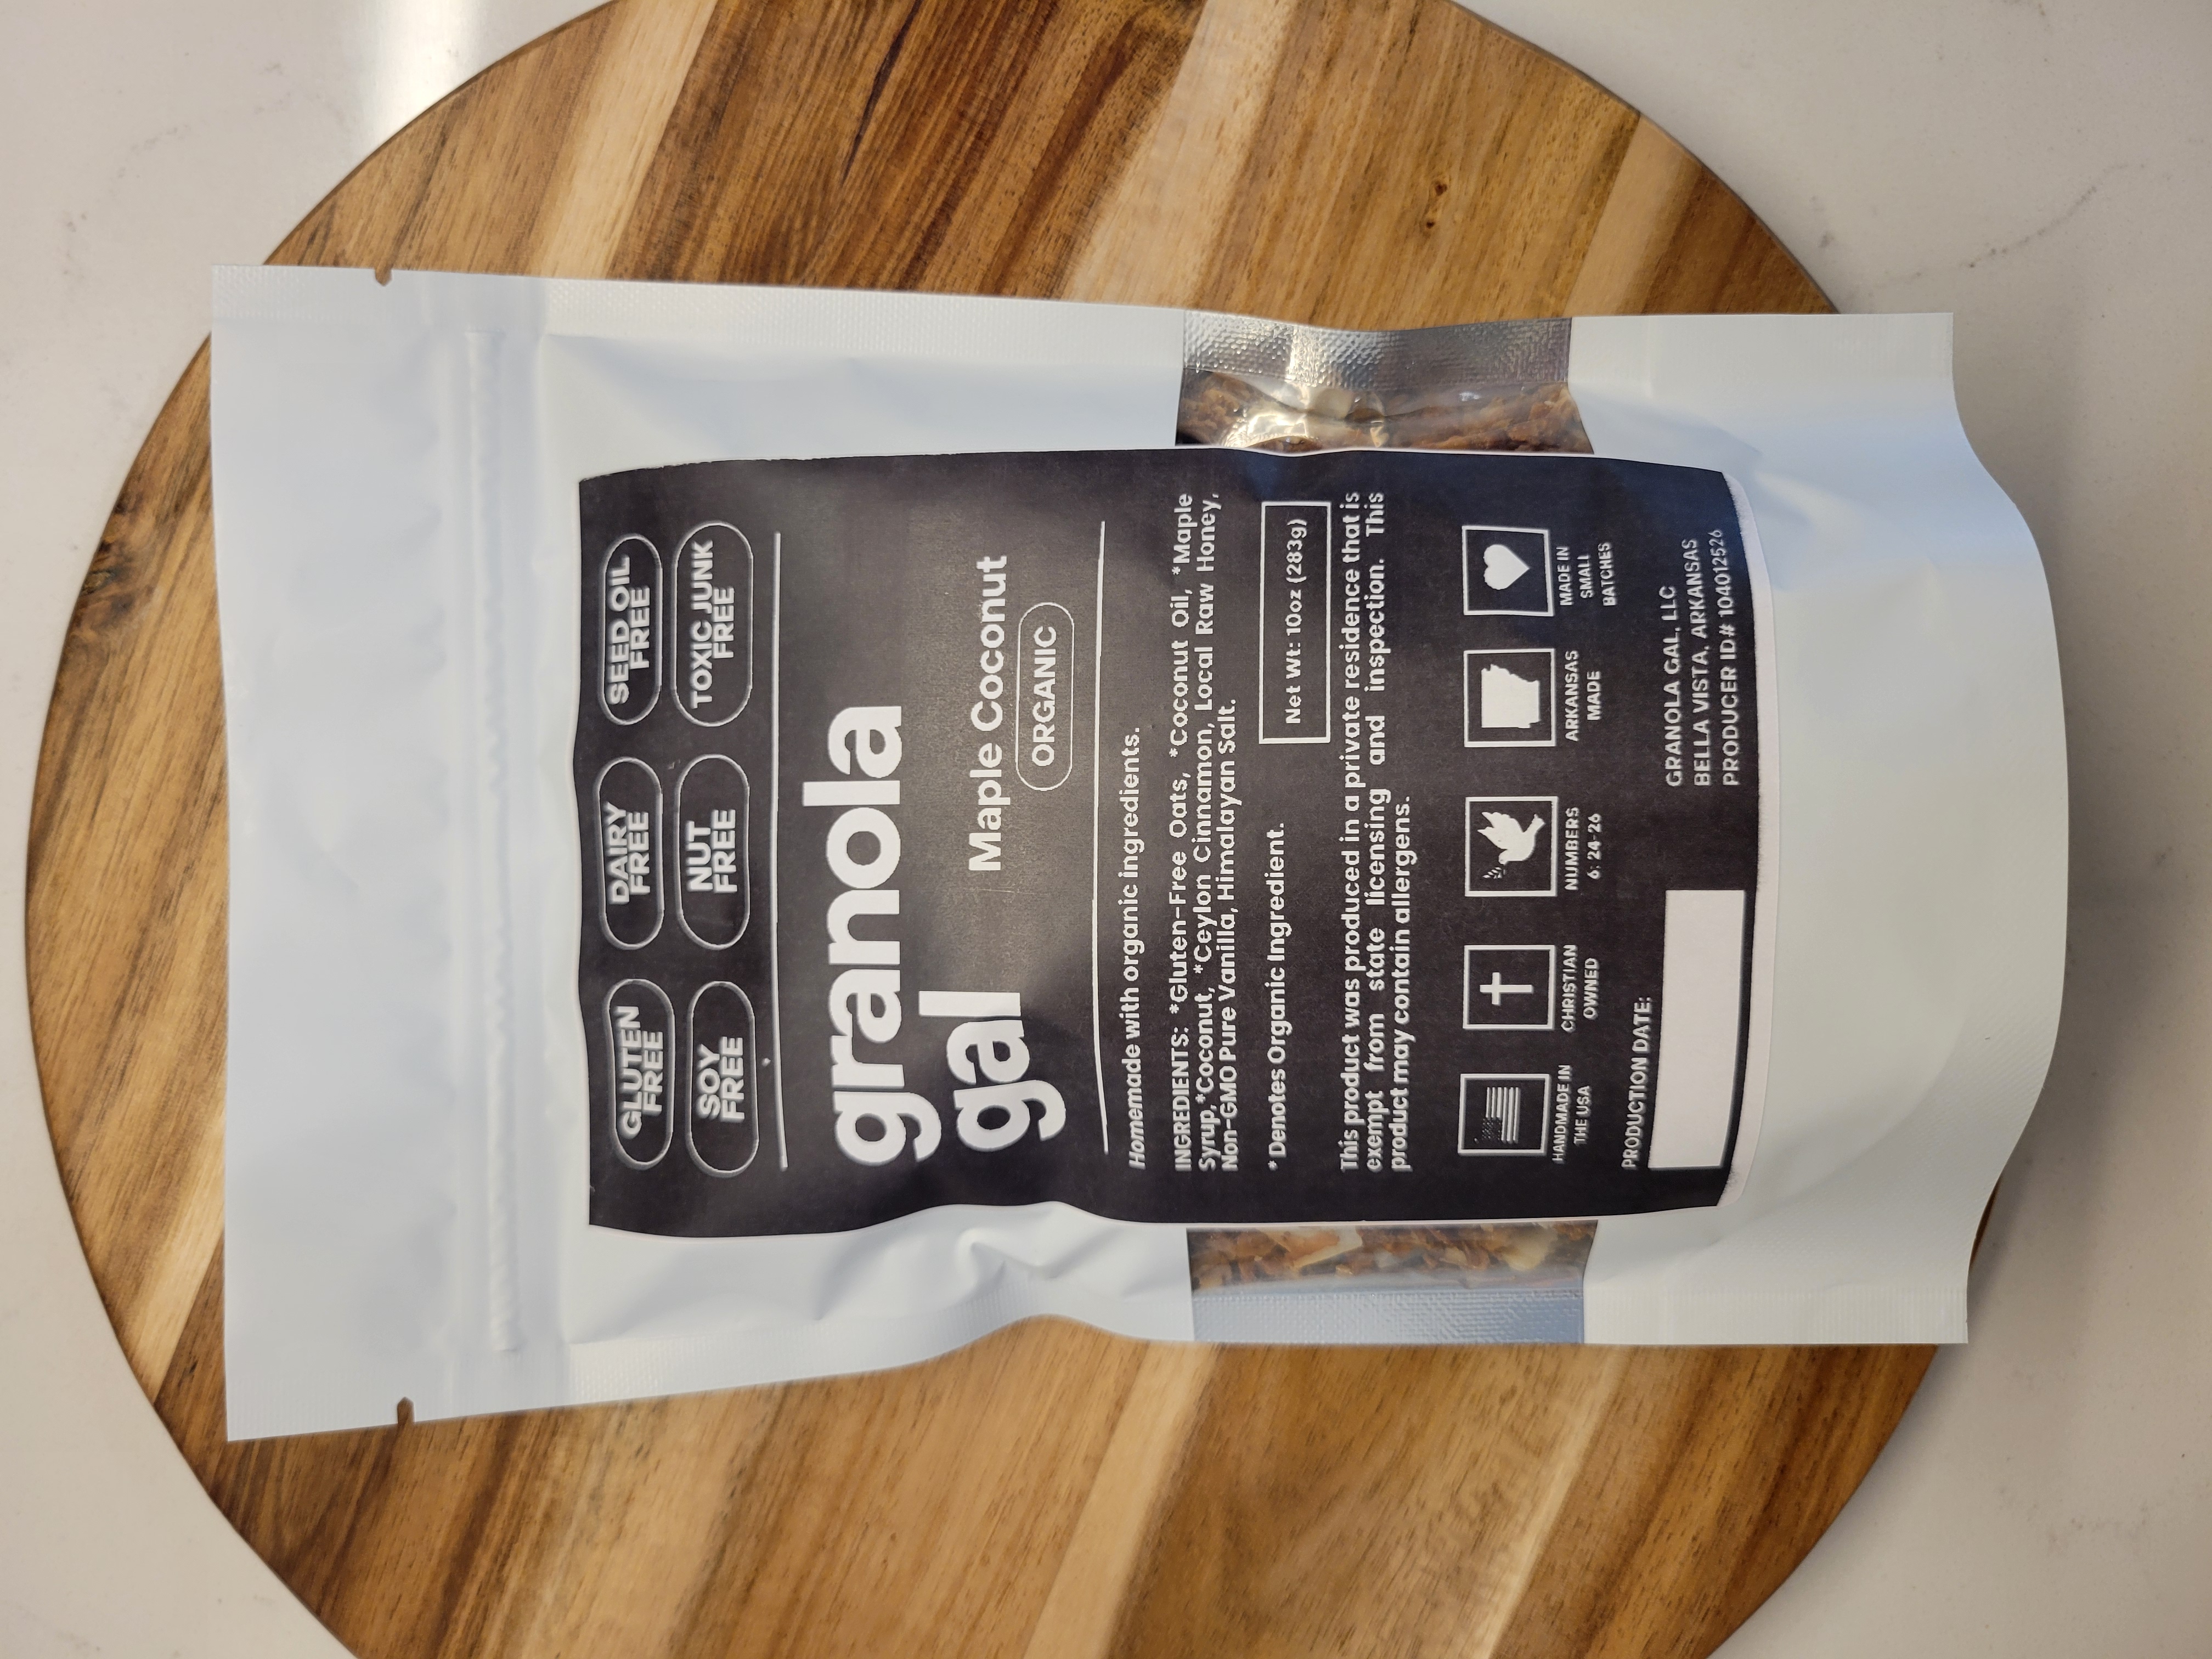 GLUTEN FREE
DAIRY FREE
SEED OIL FREE
SOY FREE
NUT FREE
TOXIC JUNK FREE
granola
gal
Maple Coconut
ORGANIC
Homemade with organic ingredients.
INGREDIENTS: *Gluten-Free Oats, *Coconut Oil, *Maple
Syrup, *Coconut, *Ceylon Cinnamon, Local Raw Honey,
Non-GMO Pure Vanilla, Himalayan Salt.
*Denotes Organic Ingredient.
Net Wt: 10oz (283g)
This product was produced in a private residence that is
exempt from state licensing and inspection. This
product may contain allergens.
HANDMADE IN
THE USA
CHRISTIAN
OWNED
NUMBERS
6: 24-26
ARKANSAS
MADE
MADE IN
SMALL
BATCHES
PRODUCTION DATE:
GRANOLA GAL, LLC
BELLA VISTA, ARKANSAS
PRODUCER ID# 104012526